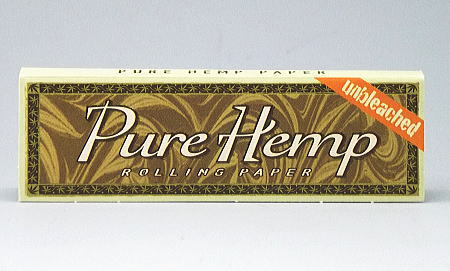 PURE HEMP PAPER
unbleached
Pure Hemp
ROLLING PAPER